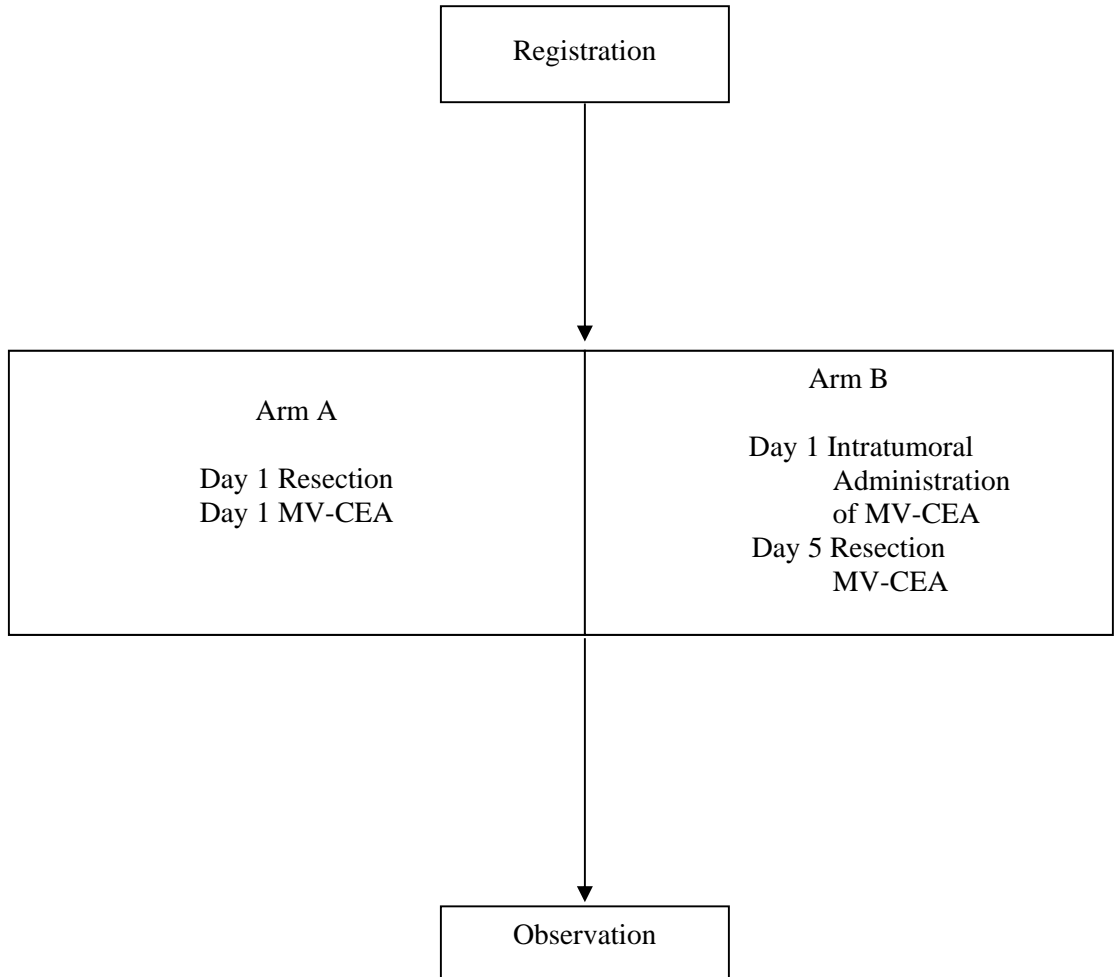 Registration
Arm A
Day 1 Resection
Day 1 MV-CEA
Arm B
Day 1 Intratumoral
Administration
of MV-CEA
Day 5 Resection
MV-CEA
Observation